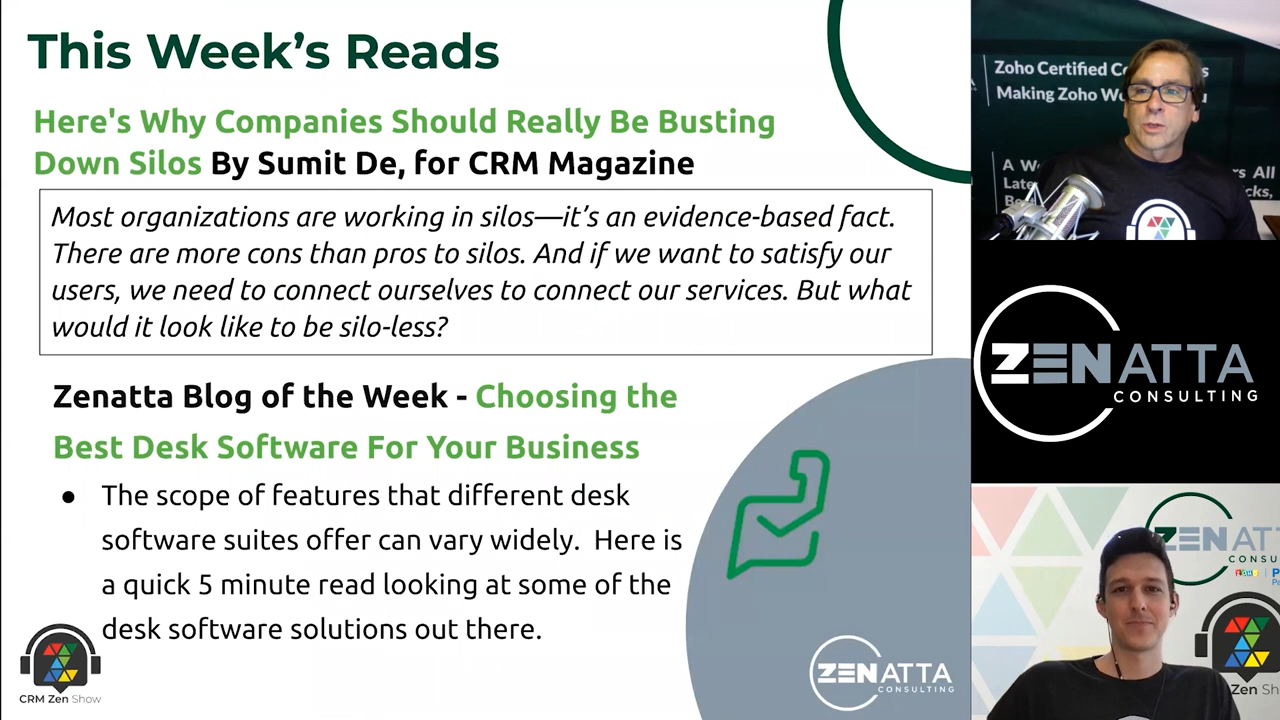 This Week's Reads
Here's Why Companies Should Really Be Busting
Down Silos By Sumit De, for CRM Magazine
Most organizations are working in silos—it's an evidence-based fact.
There are more cons than pros to silos. And if we want to satisfy our
users, we need to connect ourselves to connect our services. But what
would it look like to be silo-less?
Zenatta Blog of the Week - Choosing the
Best Desk Software For Your Business
● The scope of features that different desk
software suites offer can vary widely. Here is
a quick 5 minute read looking at some of the
desk software solutions out there.
CRM Zen Show
ZENATTA
CONSULTING
Zoho Certified
Making Zoho
A
ZENATTA
CONSULTING
ZENAT
CONSU
Zen Sh